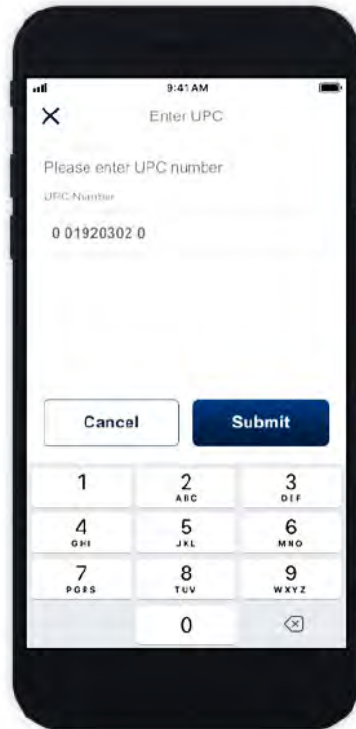 9:41 AM
Enter UPC
Please enter UPC number
UPC Number
0 01920302 0
Cancel Submit
1 2 3
ABC DEF
4 5 6
GHI JKL MNO
7 8 9
PQRS TUV WXYZ
0